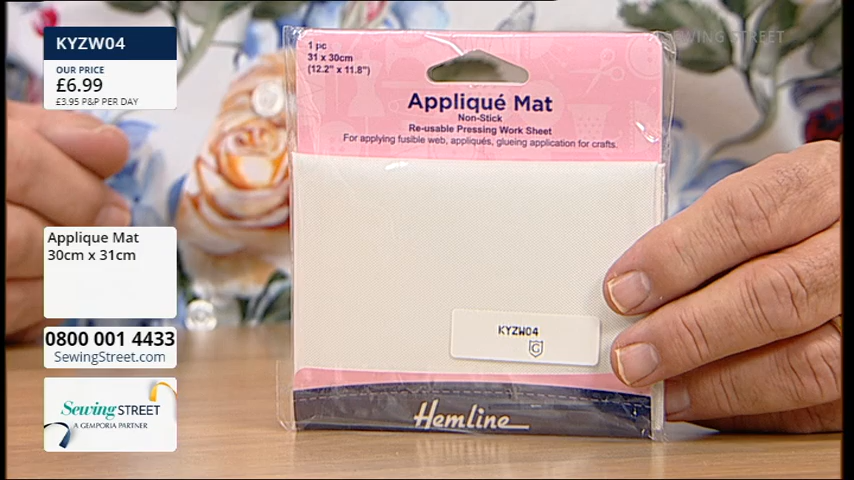 KYZW04
OUR PRICE
£6.99
£3.95 P&P PER DAY
Applique Mat
30cm x 31cm
0800 001 4433
SewingStreet.com
Sewing STREET
A GEMPORIA PARTNER
1 pc
31 x 30cm
(12.2" x 11.8")
Appliqué Mat
Non-Stick
Re-usable Pressing Work Sheet
For applying fusible web, appliqués, glueing application for crafts.
KYZW04
G
Hemline
SEWING STREET